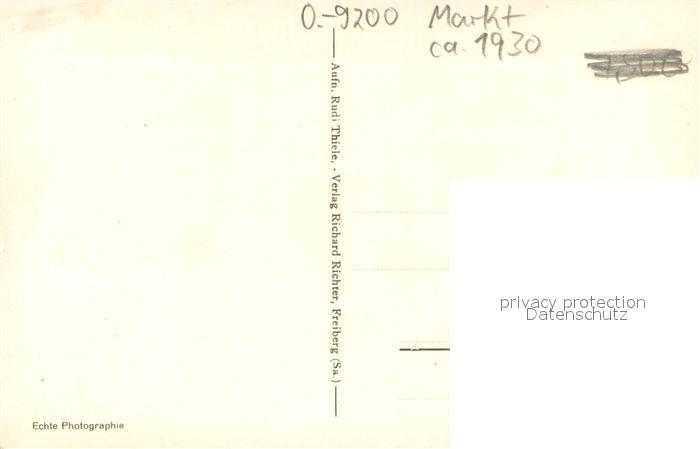 O.-9200 Markt
ca. 1930
Aufn. Rudi Thiele. - Verlag Richard Richter, Freiberg (Sa.)
privacy protection
Datenschutz
Echte Photographie